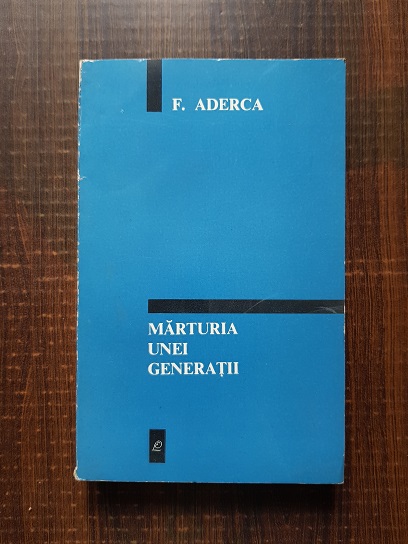 F. ADERCA
MĂRTURIA
UNEI
GENERAȚII